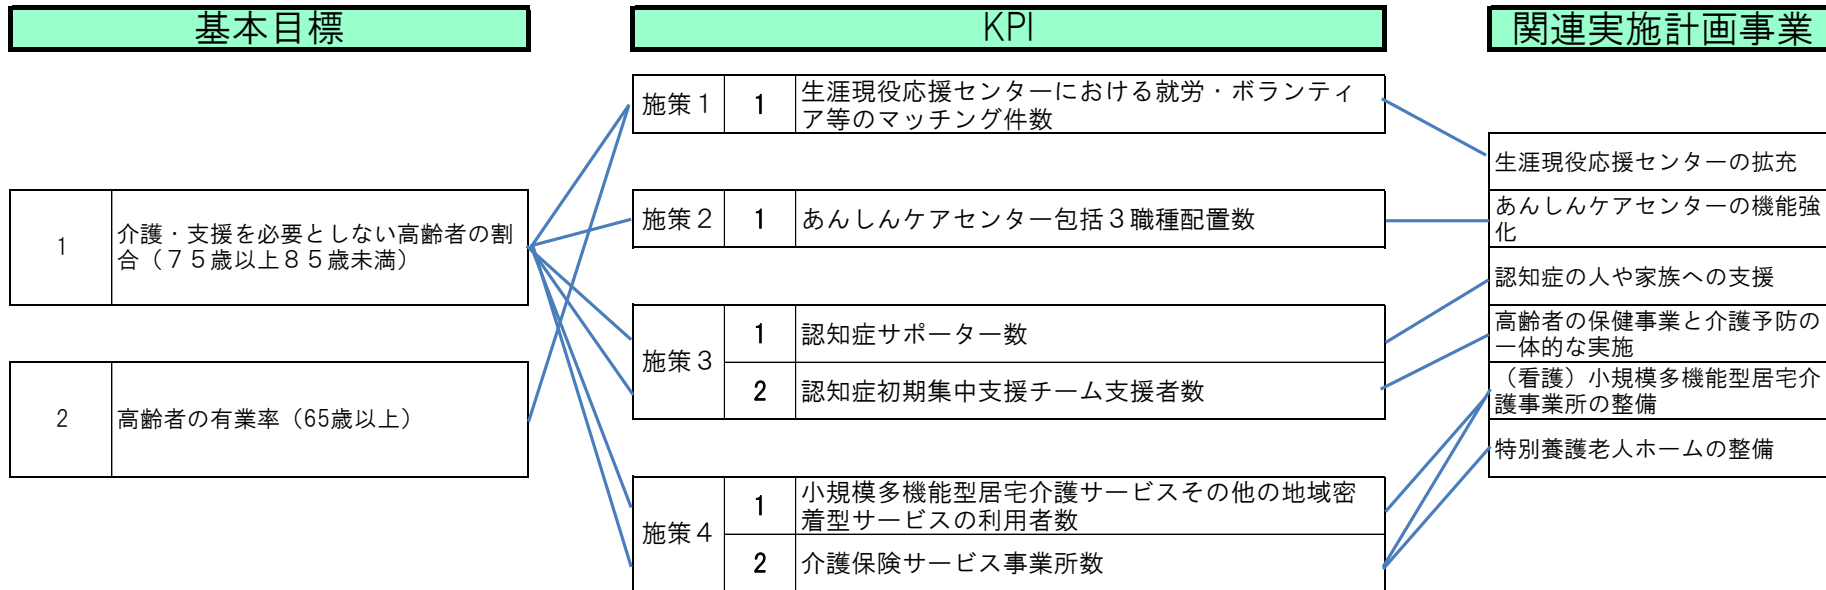 基本目標
KPI
関連実施計画事業
1
介護・支援を必要としない高齢者の割
合（７５歳以上８５歳未満）
2
高齢者の有業率（65歳以上）
施策１
1
生涯現役応援センターにおける就労・ボランティ
ア等のマッチング件数
施策２
1
あんしんケアセンター包括３職種配置数
施策３
1
認知症サポーター数
2
認知症初期集中支援チーム支援者数
施策４
1
小規模多機能型居宅介護サービスその他の地域密
着型サービスの利用者数
2
介護保険サービス事業所数
生涯現役応援センターの拡充
あんしんケアセンターの機能強
化
認知症の人や家族への支援
高齢者の保健事業と介護予防の
一体的な実施
（看護）小規模多機能型居宅介
護事業所の整備
特別養護老人ホームの整備